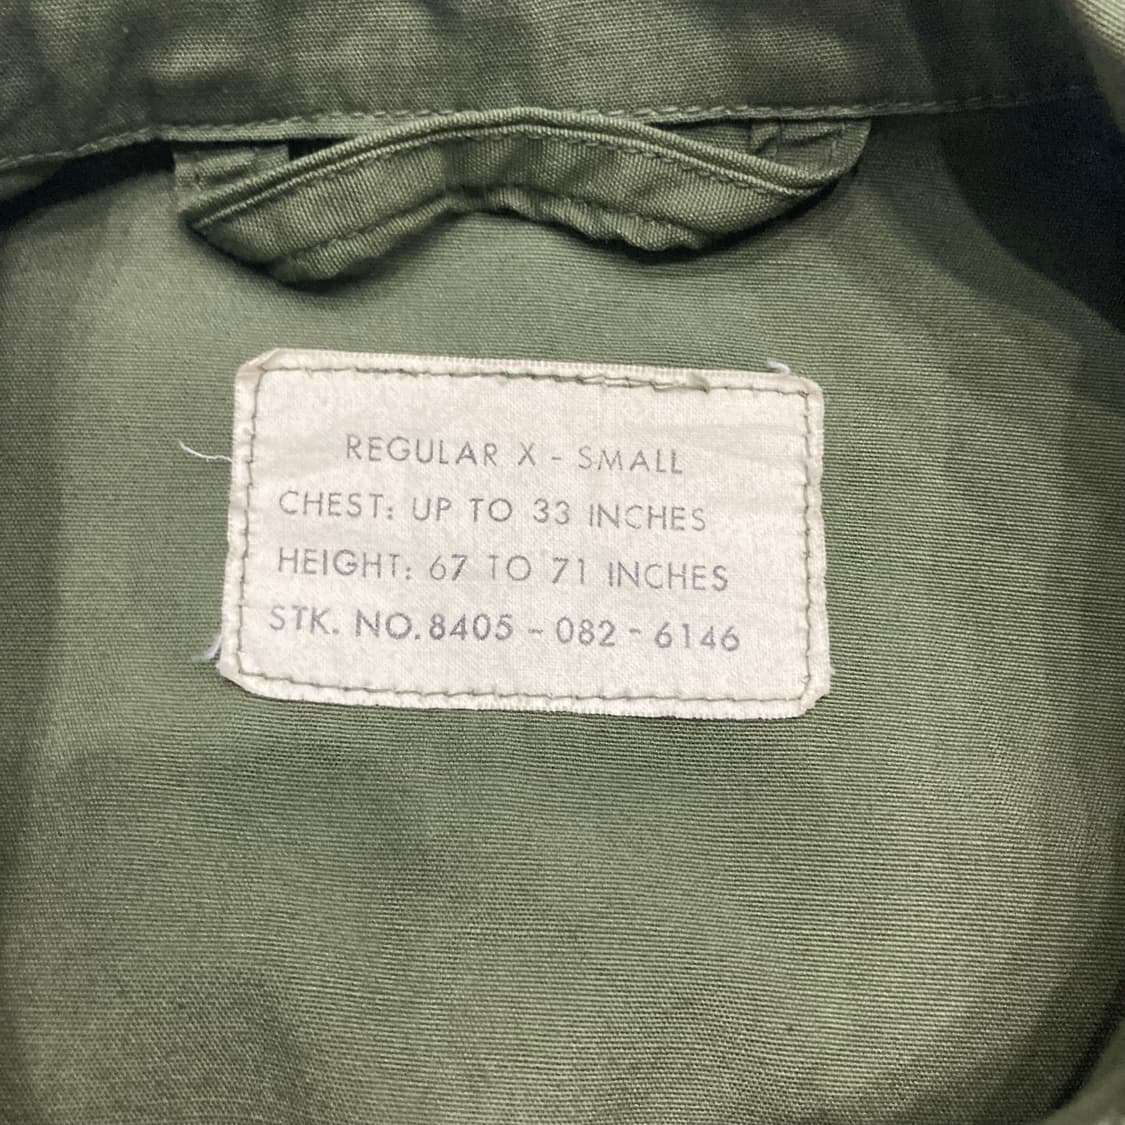 REGULAR X - SMALL
CHEST: UP TO 33 INCHES
HEIGHT: 67 TO 71 INCHES
STK. NO. 8405 - 082 - 6146